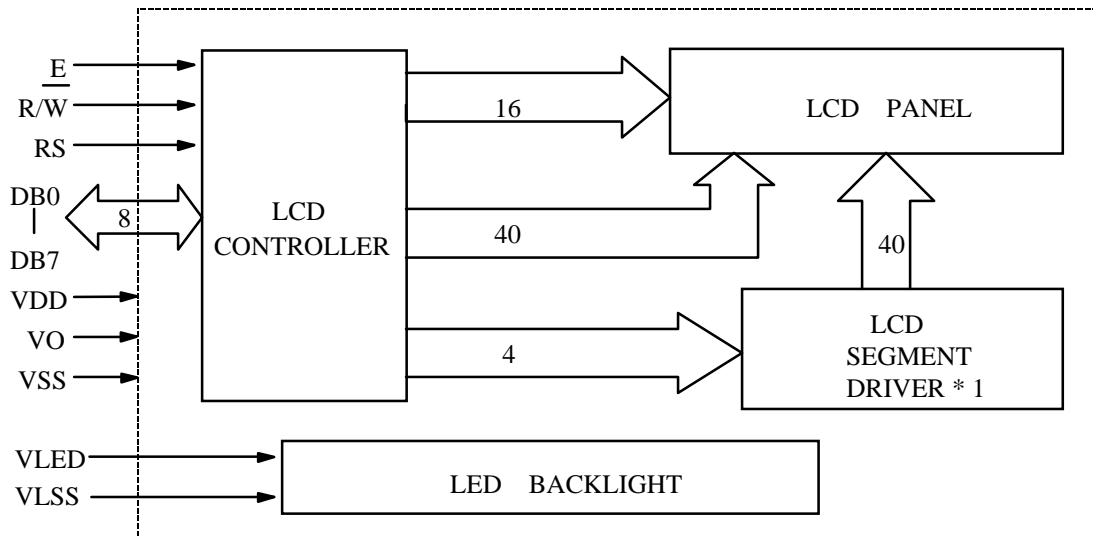 E
R/W
RS
DB0
DB7
VDD
VO
VSS
VLED
VLSS
8
LCD
CONTROLLER
16
40
4
LCD PANEL
40
LCD
SEGMENT
DRIVER * 1
LED BACKLIGHT